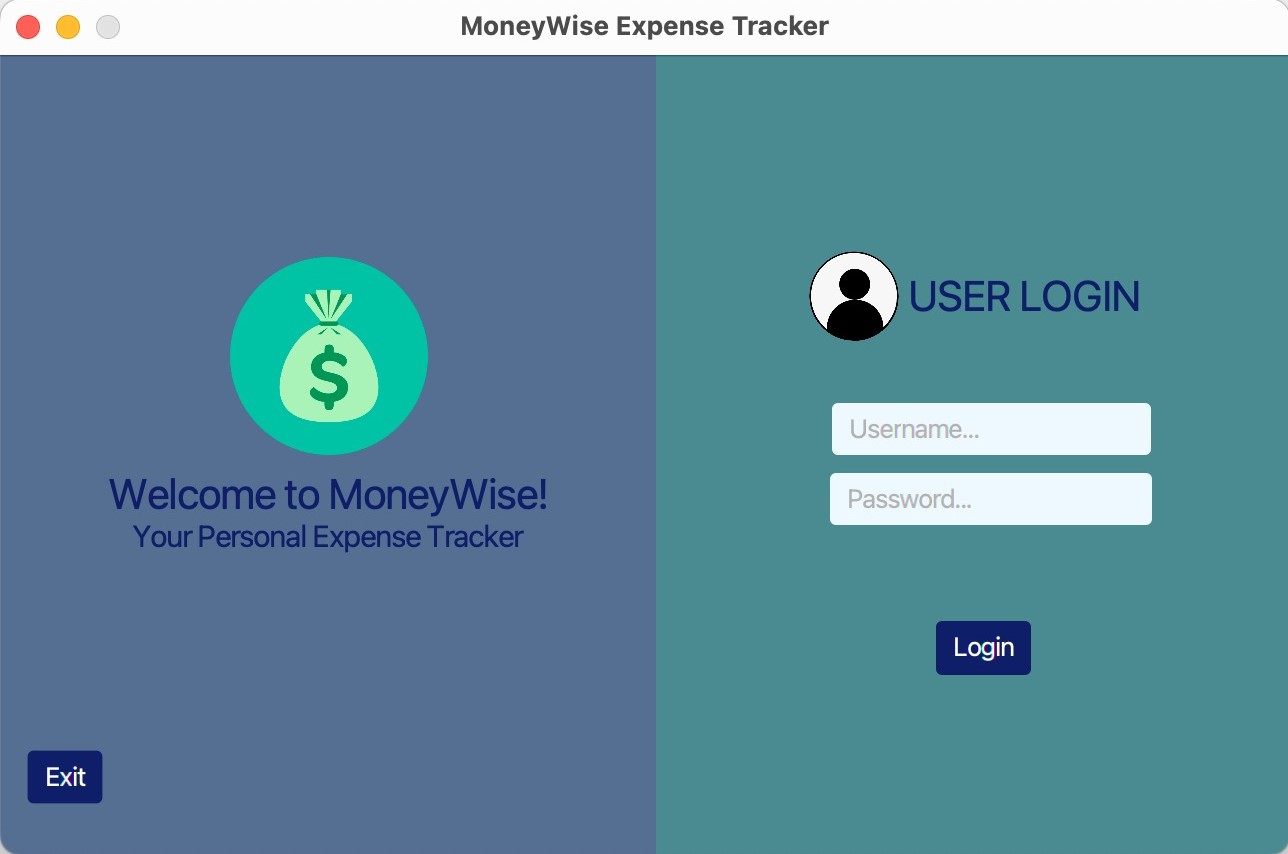 MoneyWise Expense Tracker
$
Welcome to MoneyWise!
Your Personal Expense Tracker
Exit
USER LOGIN
Username...
Password...
Login